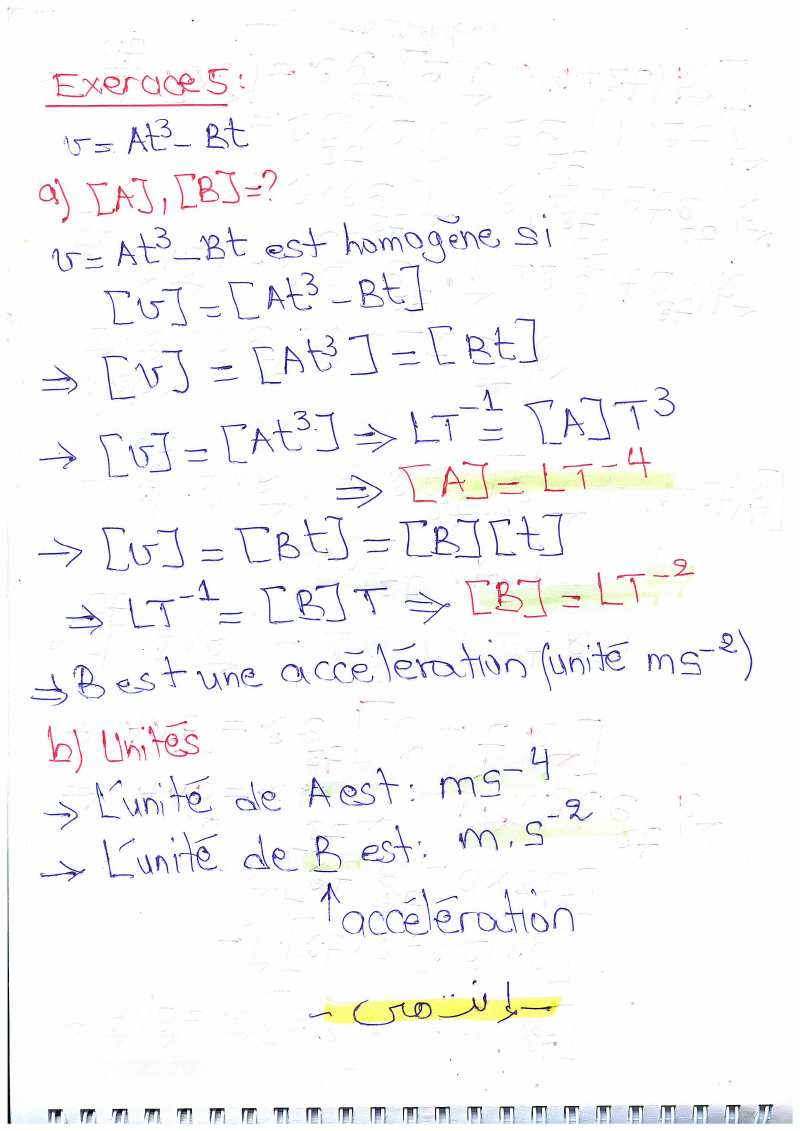 Exercice 5:
v = At³ - Bt
a) [A], [B] = ?
v = At³ - Bt est homogène si
[v] = [At³ - Bt]
⇒ [v] = [At³] = [Bt]
→ [v] = [At³] ⇒ LT⁻¹ = [A] T³
⇒ [A] = LT⁻⁴
→ [v] = [Bt] = [B][t]
⇒ LT⁻¹ = [B] T ⇒ [B] = LT⁻²
⇒ B est une accélération (unité ms⁻²)
b) Unités
→ L'unité de A est: ms⁻⁴
→ L'unité de B est: m.s⁻²
↑ accélération
- إنتهى -